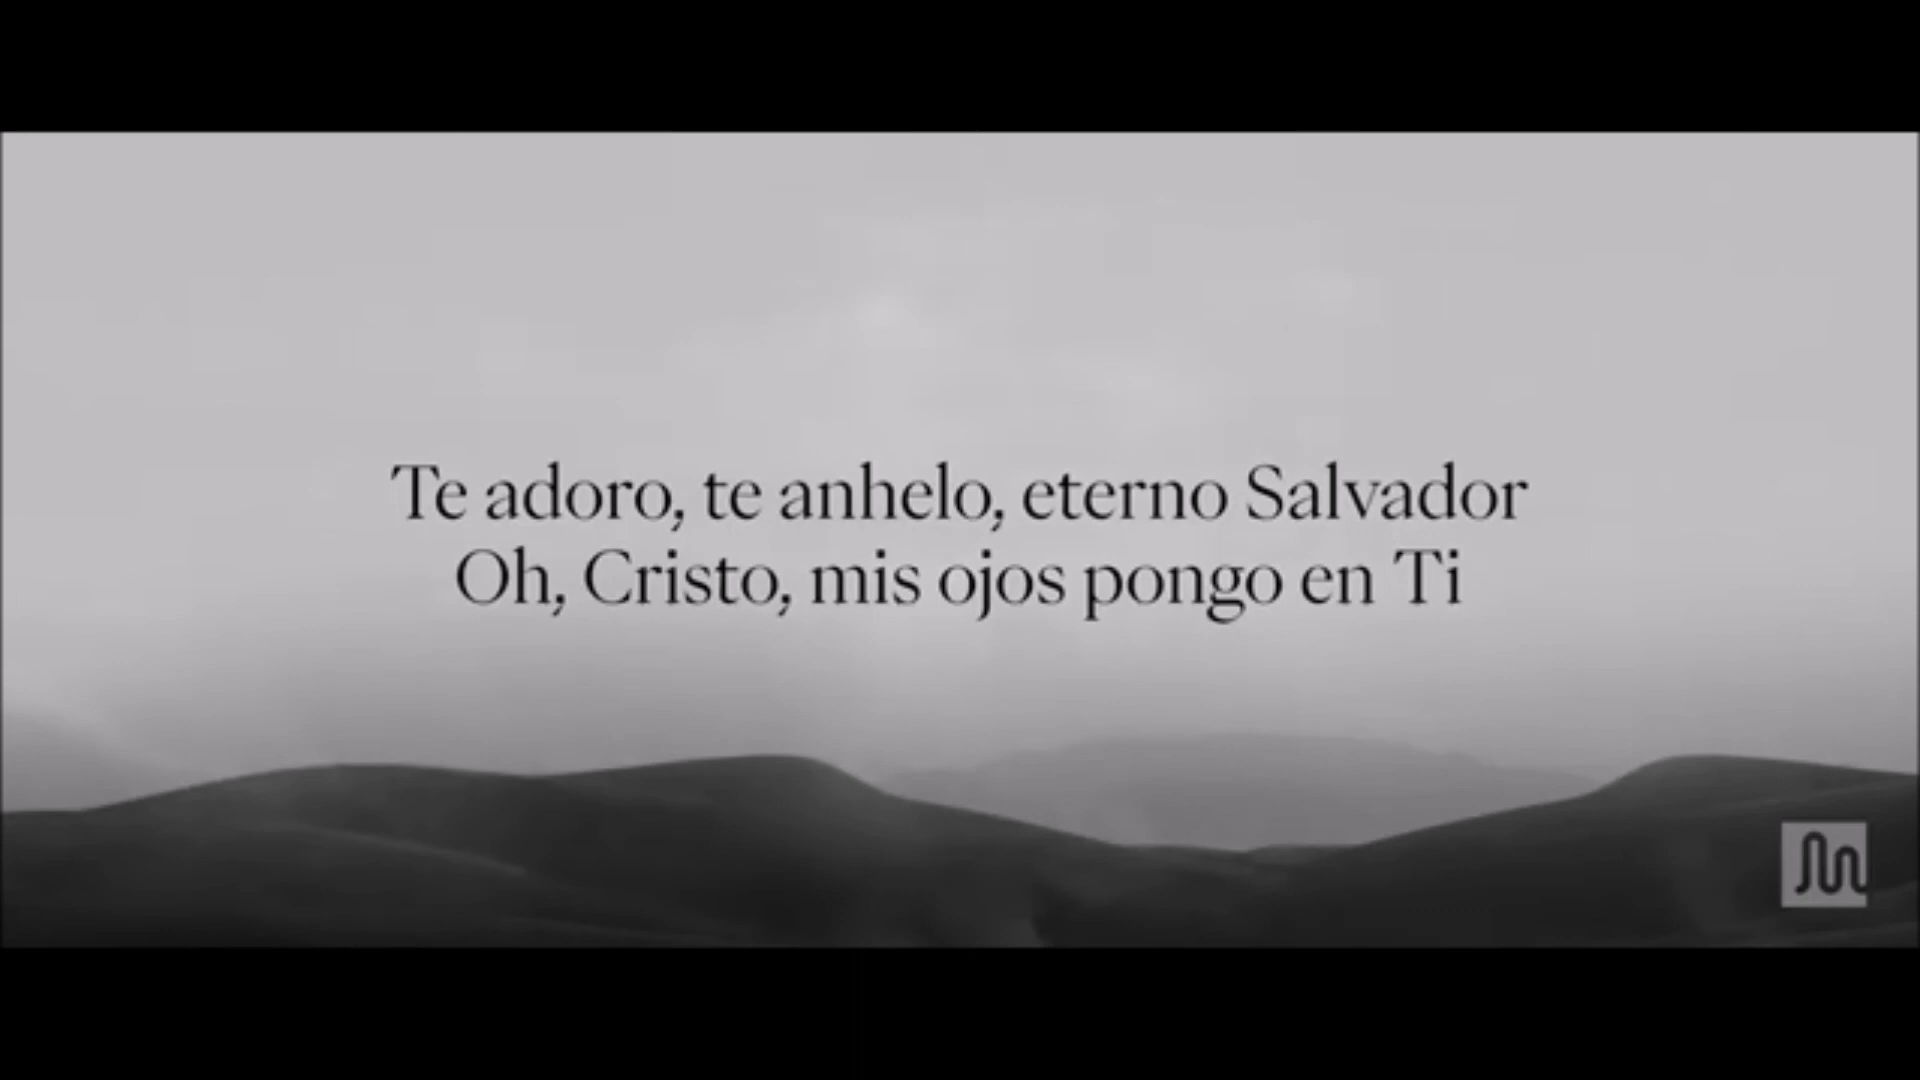 Te adoro, te anhelo, eterno Salvador
Oh, Cristo, mis ojos pongo en Ti